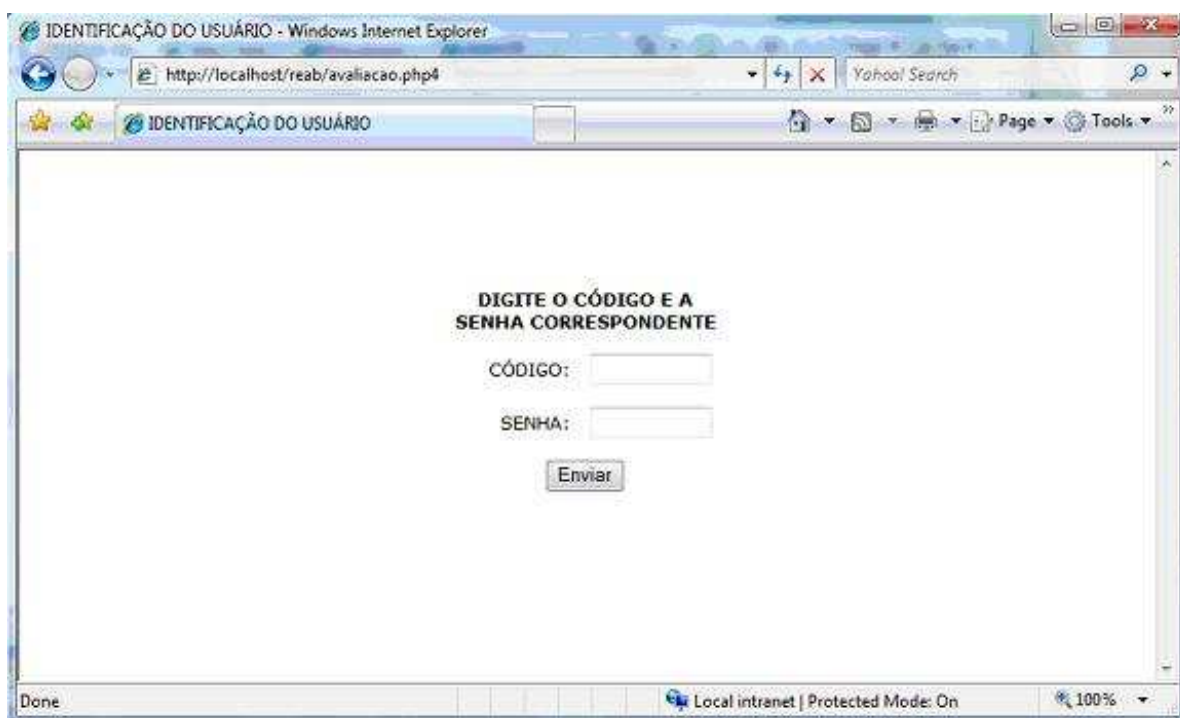 IDENTIFICAÇÃO DO USUÁRIO - Windows Internet Explorer
http://localhost/reab/avaliacao.php4
Yahoo! Search
IDENTIFICAÇÃO DO USUÁRIO
Page
Tools
DIGITE O CÓDIGO E A
SENHA CORRESPONDENTE
CÓDIGO:
SENHA:
Enviar
Done
Local intranet | Protected Mode: On
100%